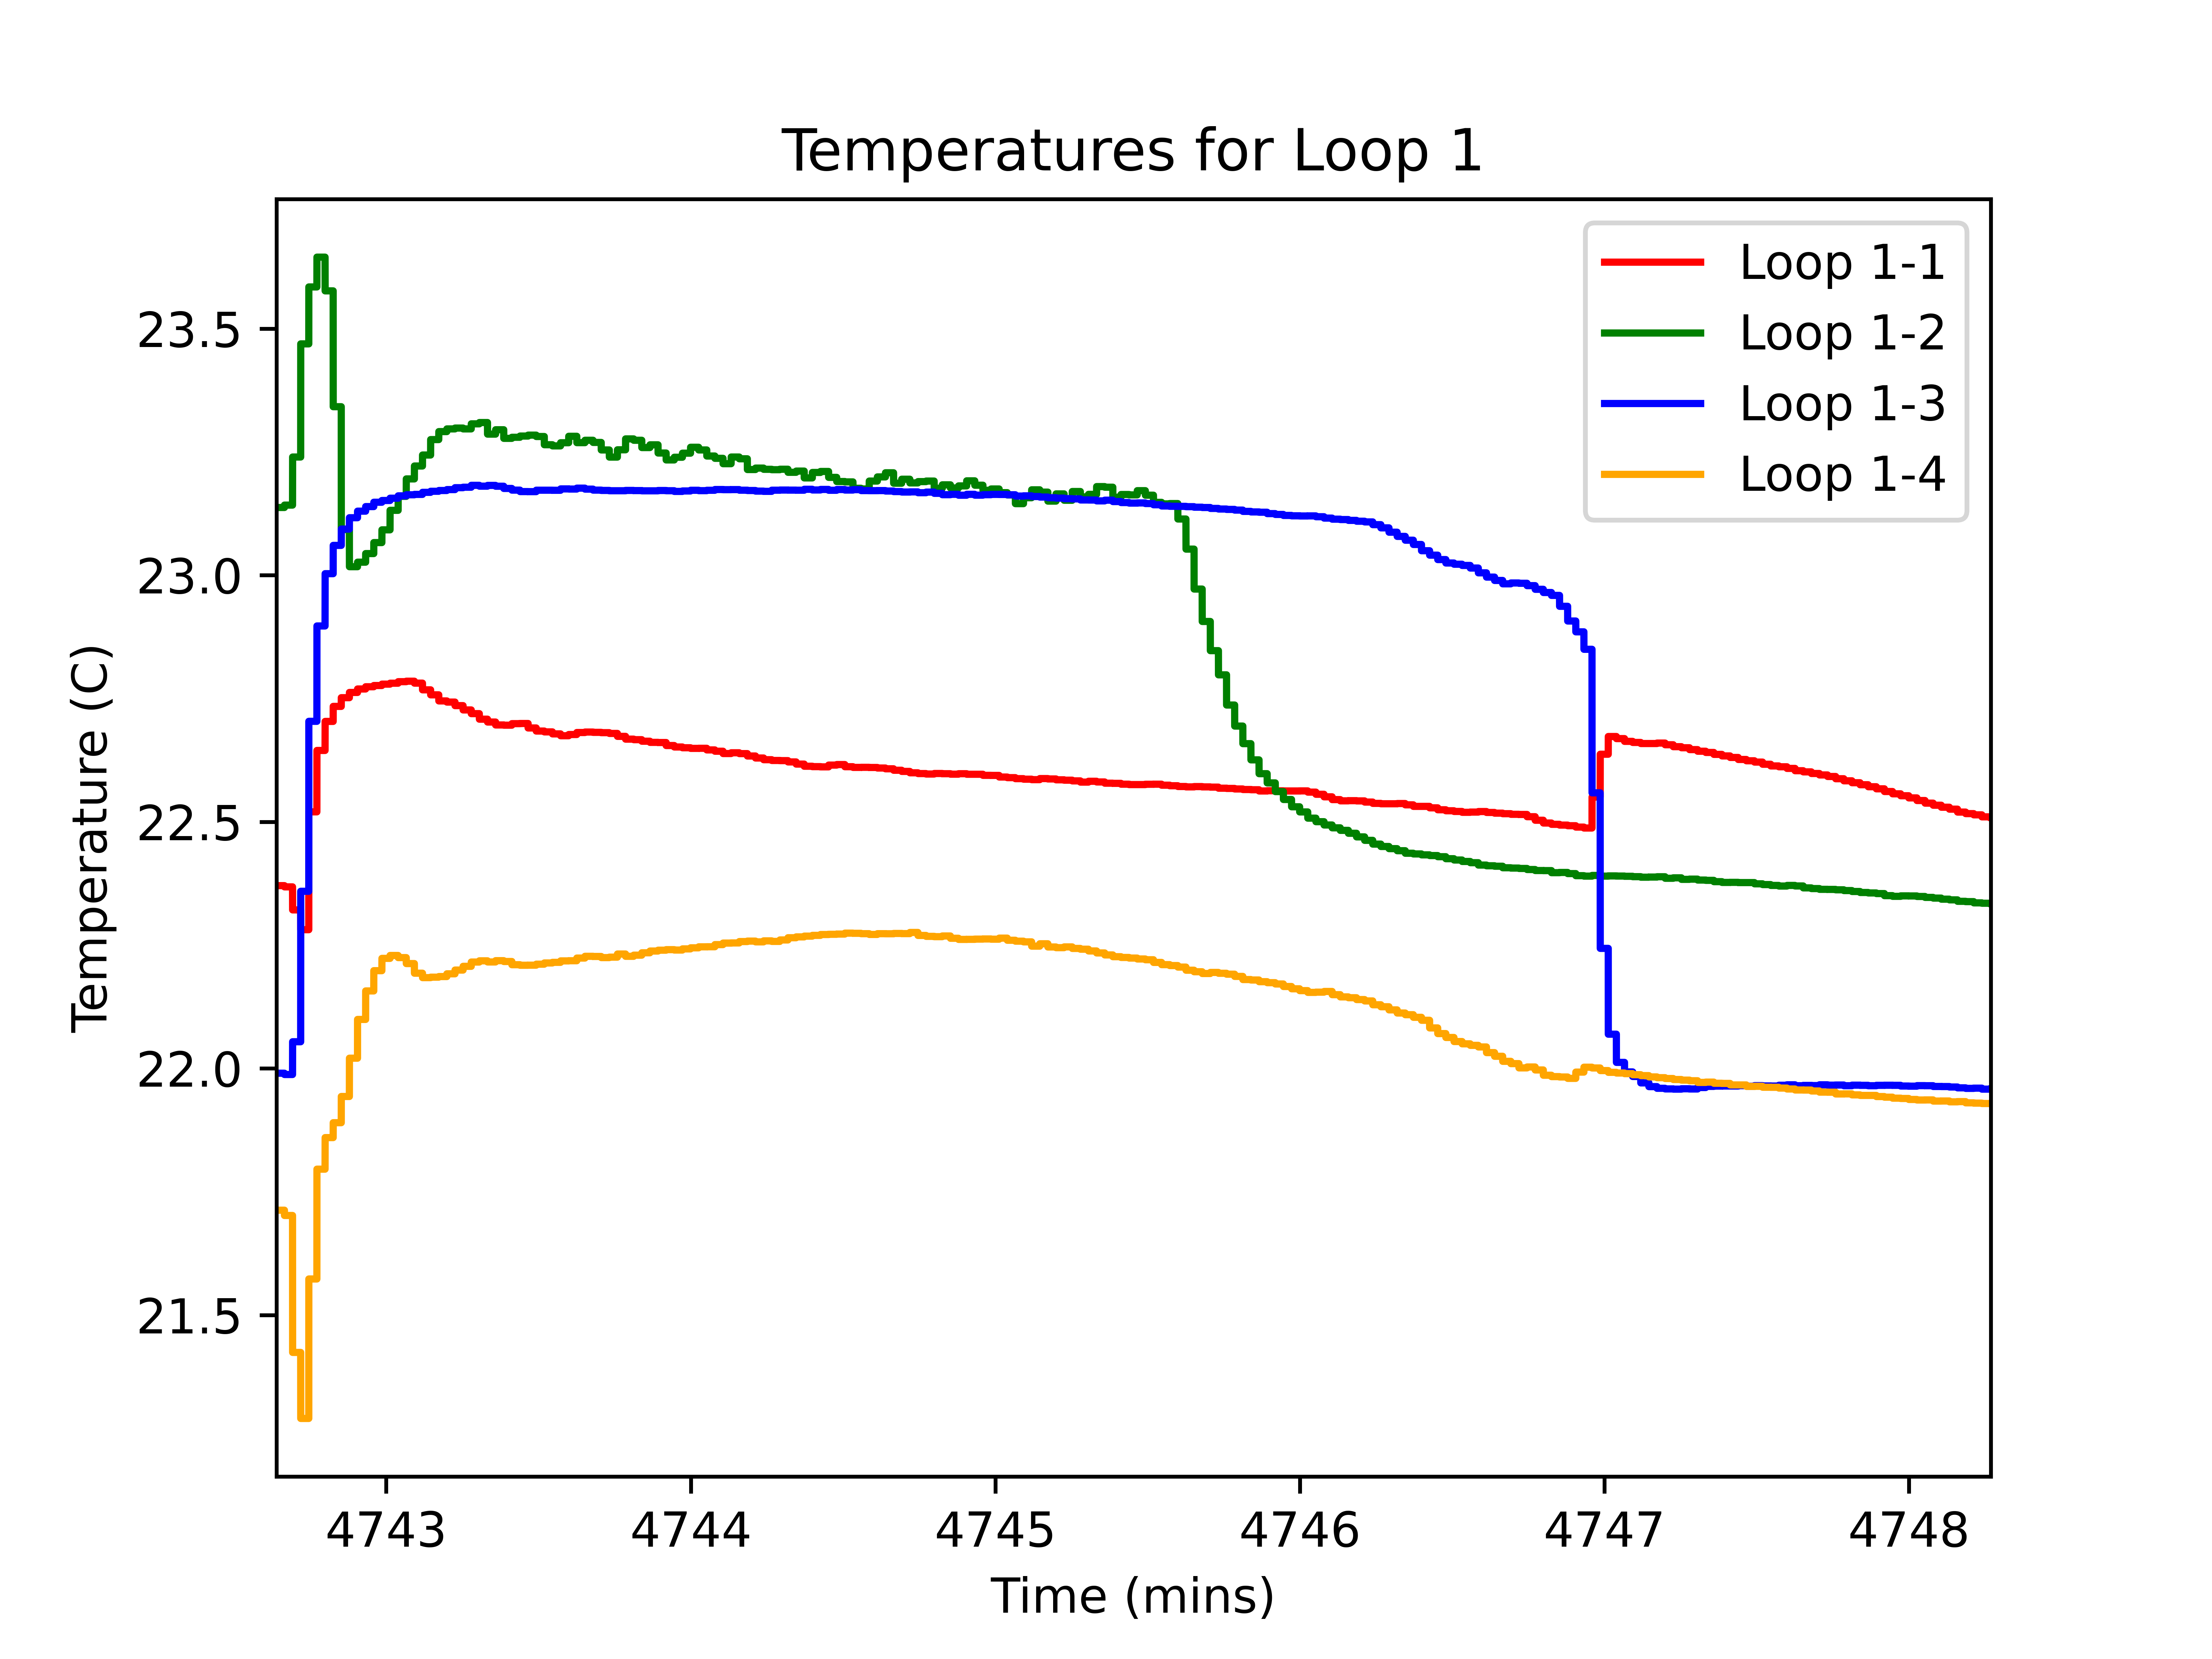 Temperatures for Loop 1
Loop 1-1
Loop 1-2
Loop 1-3
Loop 1-4
Temperature (C)
23.5
23.0
22.5
22.0
21.5
4743 4744 4745 4746 4747 4748
Time (mins)